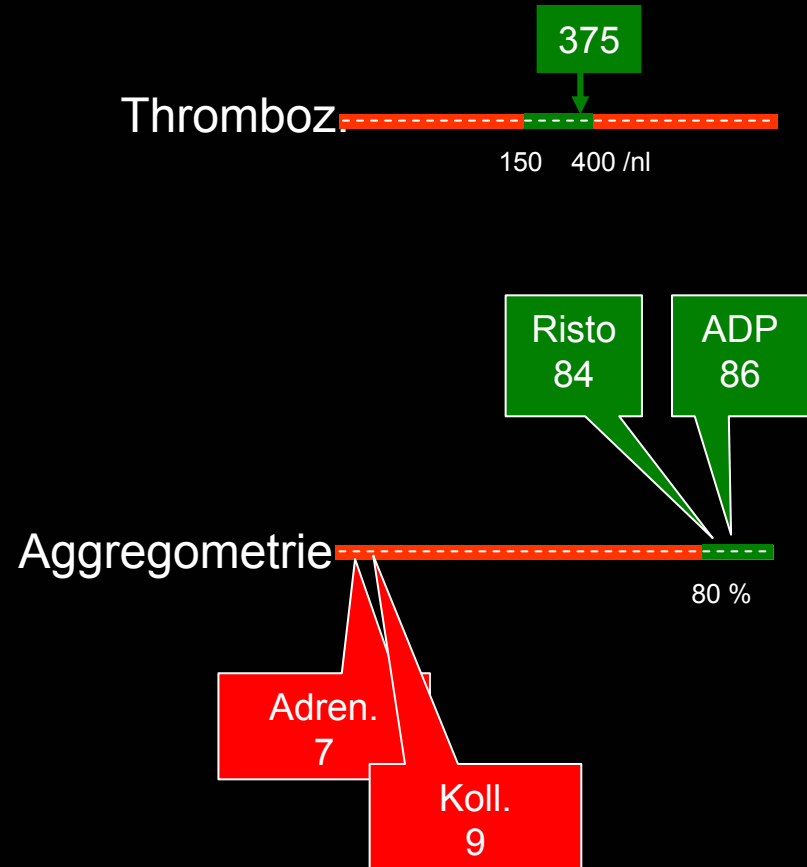 375
Thromboz.
150 400 /nl
Risto
84
ADP
86
Aggregometrie
80 %
Adren.
7
Koll.
9